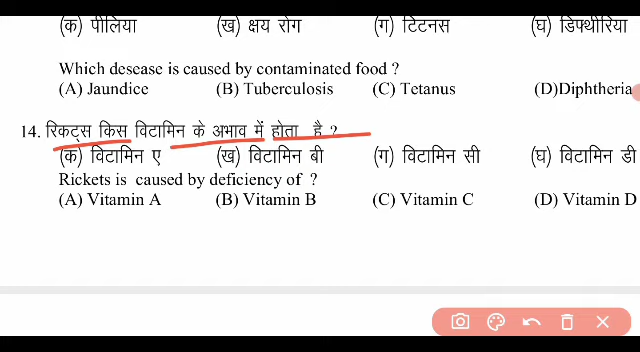 (क) पीलिया (ख) क्षय रोग (ग) टिटनस (घ) डिफ्थीरिया
Which desease is caused by contaminated food ?
(A) Jaundice (B) Tuberculosis (C) Tetanus (D)Diphtheria
14. रिकट्स किस विटामिन के अभाव में होता है ?
(क) विटामिन ए (ख) विटामिन बी (ग) विटामिन सी (घ) विटामिन डी
Rickets is caused by deficiency of ?
(A) Vitamin A (B) Vitamin B (C) Vitamin C (D) Vitamin D